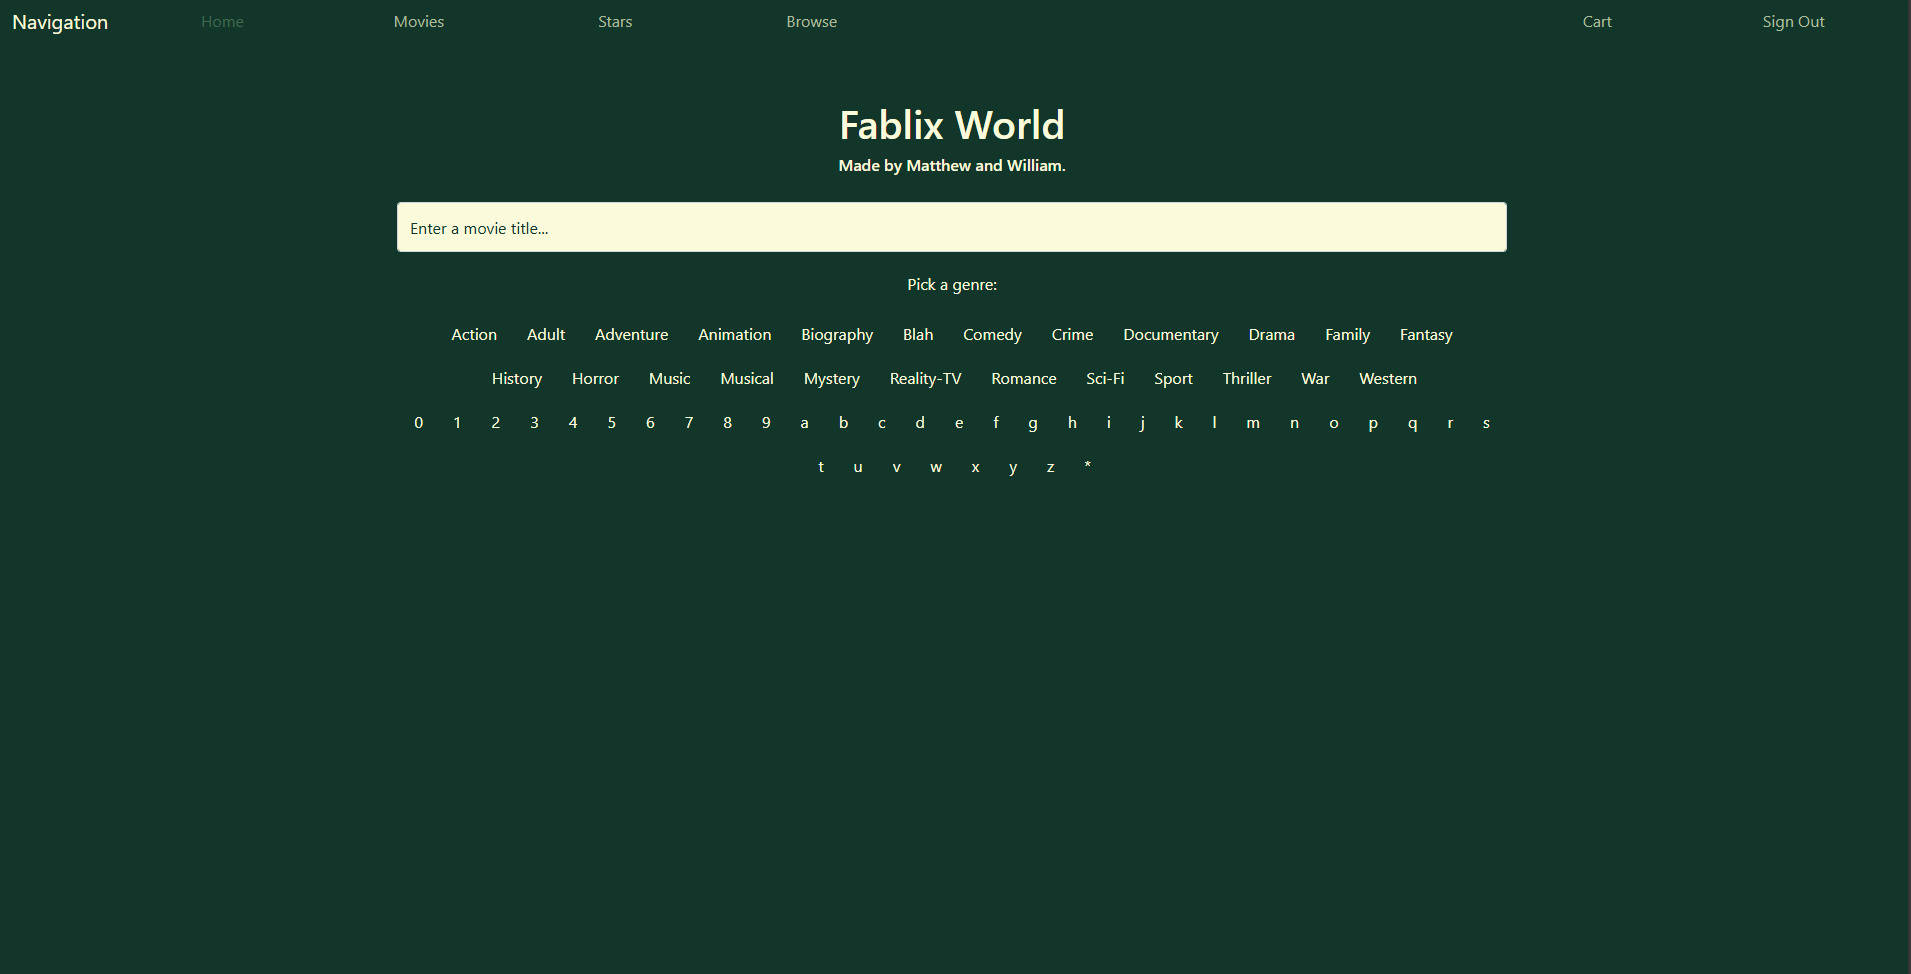 Navigation Home Movies Stars Browse Cart Sign Out
Fablix World
Made by Matthew and William.
Enter a movie title...
Pick a genre:
Action Adult Adventure Animation Biography Blah Comedy Crime Documentary Drama Family Fantasy
History Horror Music Musical Mystery Reality-TV Romance Sci-Fi Sport Thriller War Western
0 1 2 3 4 5 6 7 8 9 a b c d e f g h i j k l m n o p q r s
t u v w x y z *